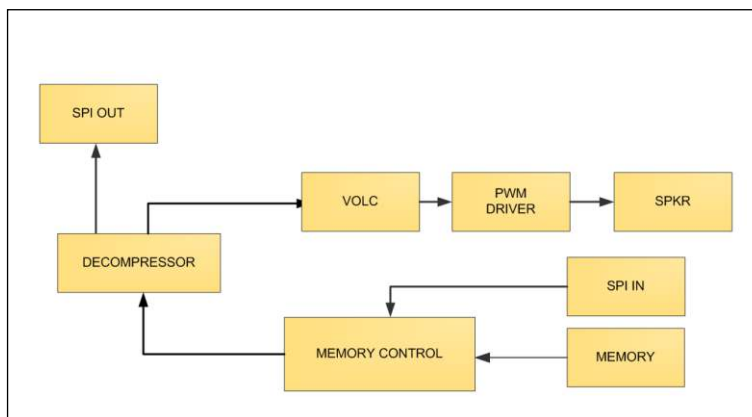 SPI OUT
VOLC
PWM
DRIVER
SPKR
DECOMPRESSOR
SPI IN
MEMORY CONTROL
MEMORY